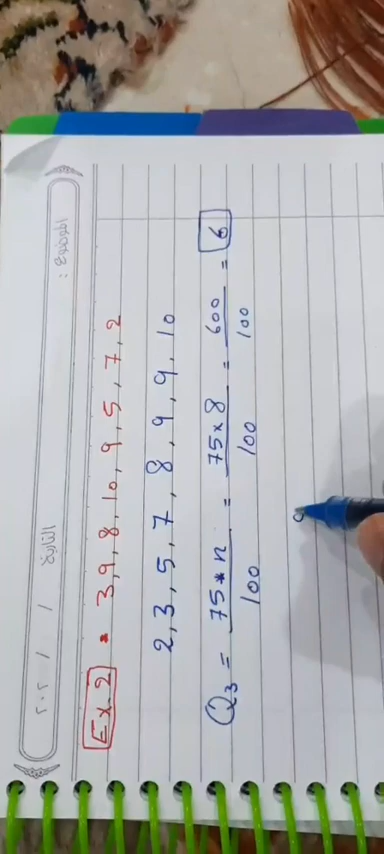 الموضوع :
التاريخ / / ٢٠٢
Ex. 2 • 3, 9, 8, 10, 9, 5, 7, 2
2, 3, 5, 7, 8, 9, 9, 10
Q₃ = 75*n / 100 = 75×8 / 100 = 600 / 100 = 6